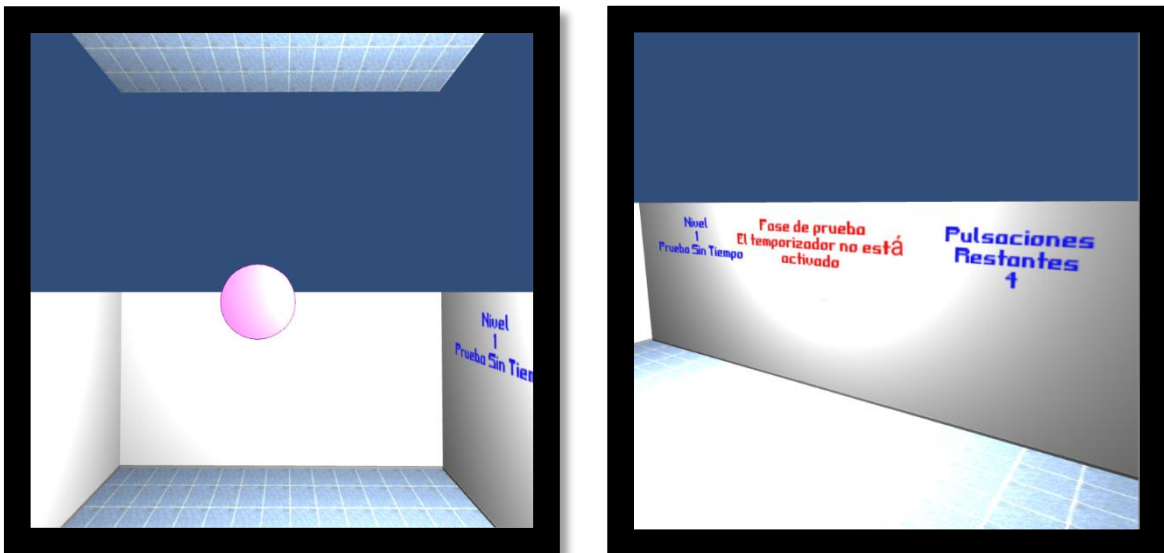 Nivel
1
Prueba Sin Tiem
Nivel
1
Prueba Sin Tiempo
Fase de prueba
El temporizador no está
activado
Pulsaciones
Restantes
4